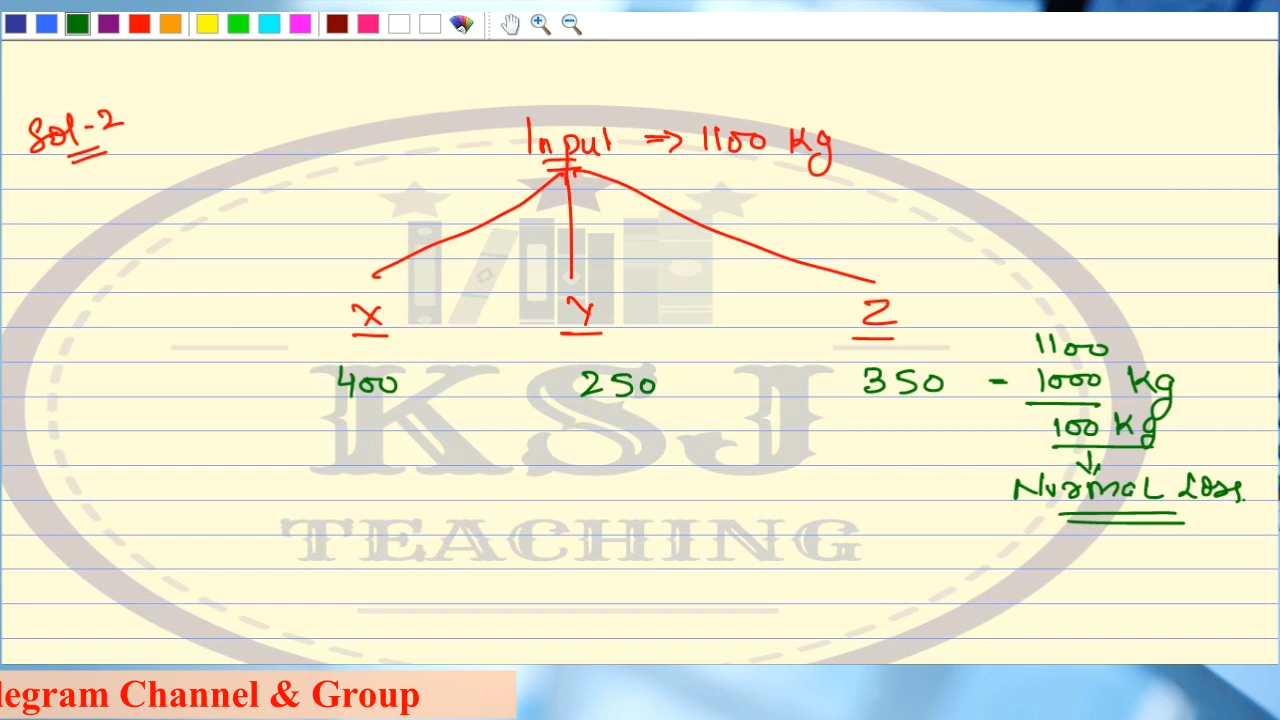 Sol-2
Input => 1100 Kg
X Y Z
1100
400 250 350 - 1000 Kg
100 Kg
Normal Loss.
KSJ
TEACHING
legram Channel & Group